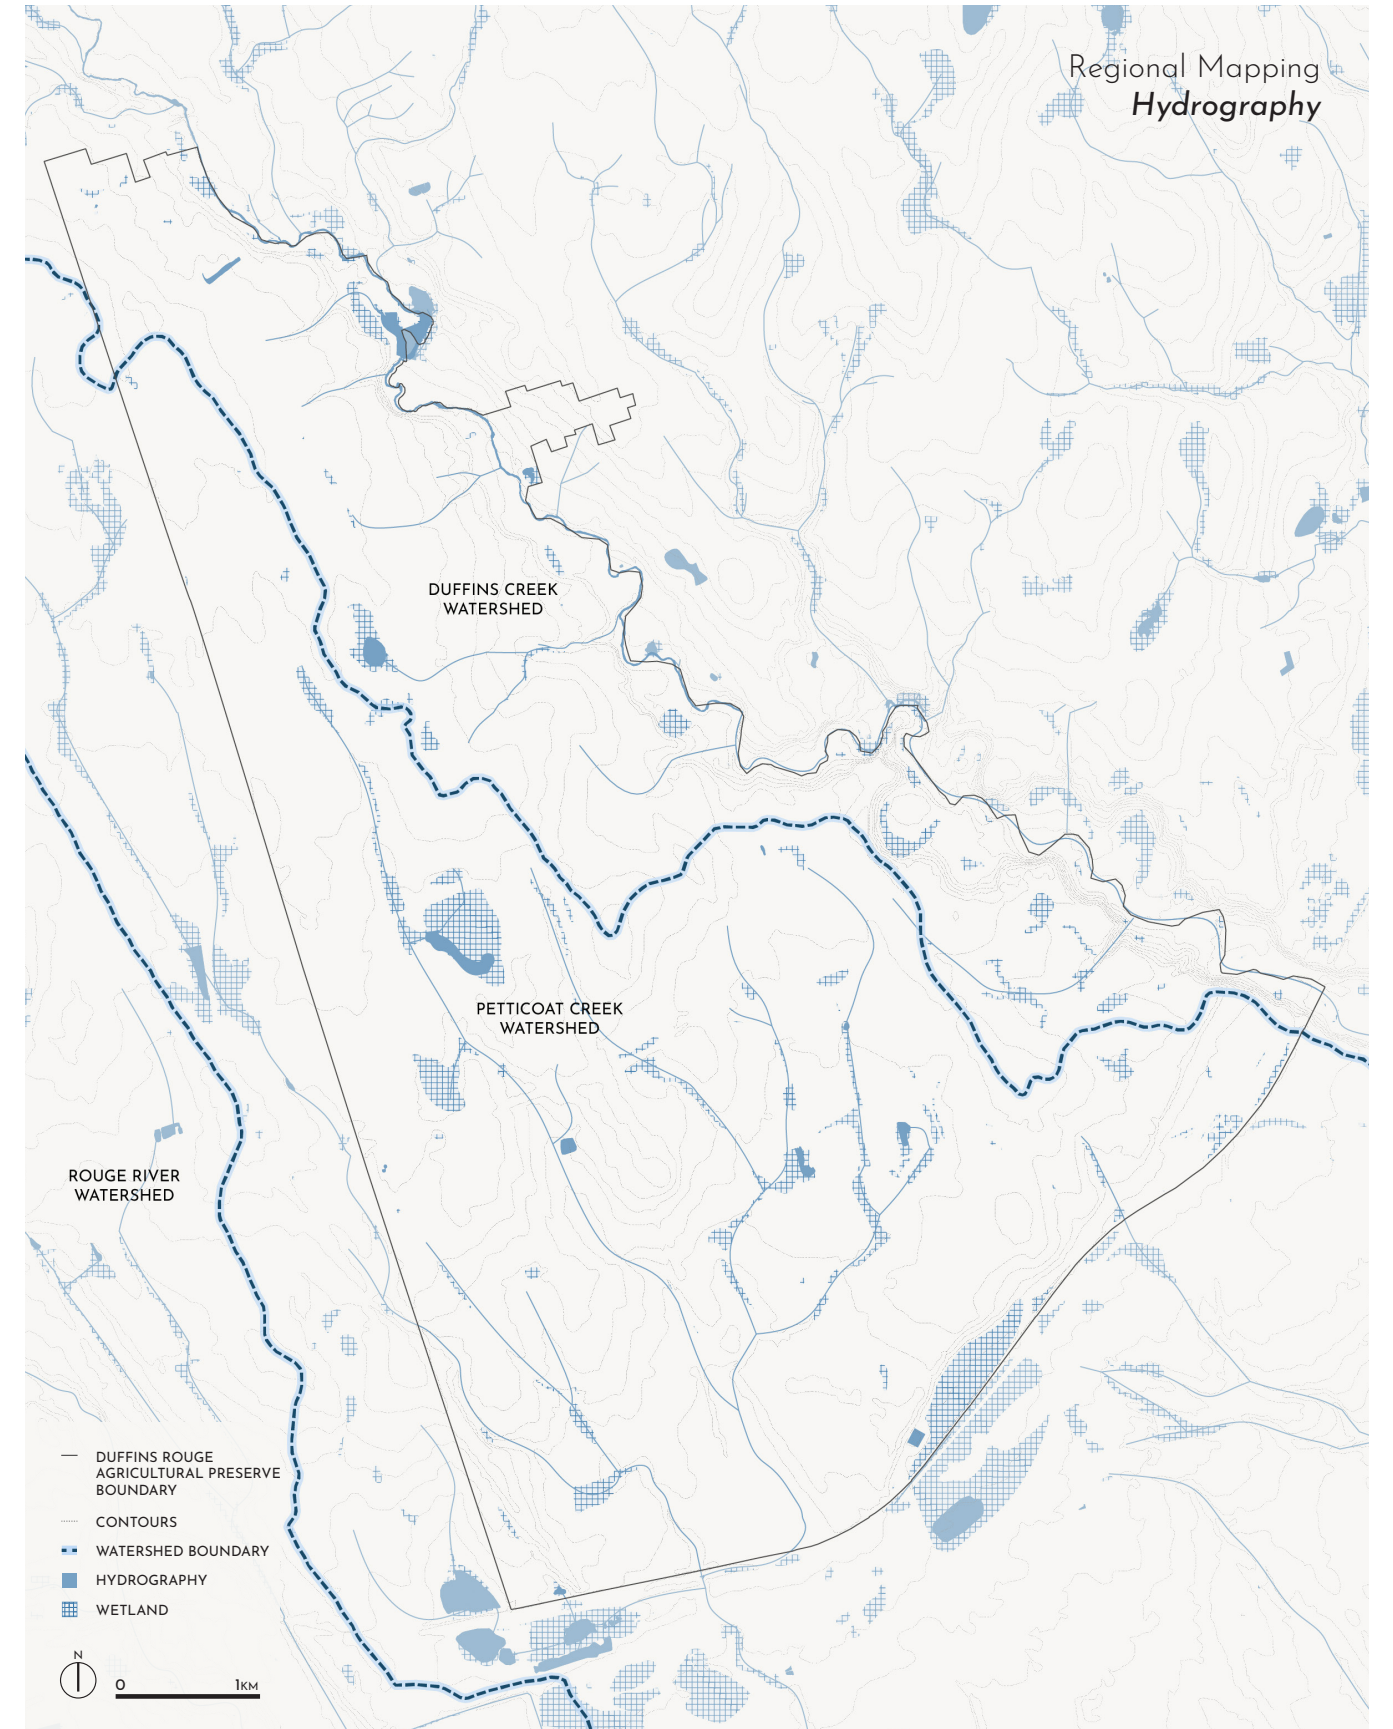 Regional Mapping
Hydrography
DUFFINS CREEK
WATERSHED
PETTICOAT CREEK
WATERSHED
ROUGE RIVER
WATERSHED
DUFFINS ROUGE
AGRICULTURAL PRESERVE
BOUNDARY
CONTOURS
WATERSHED BOUNDARY
HYDROGRAPHY
WETLAND
N
0 1KM